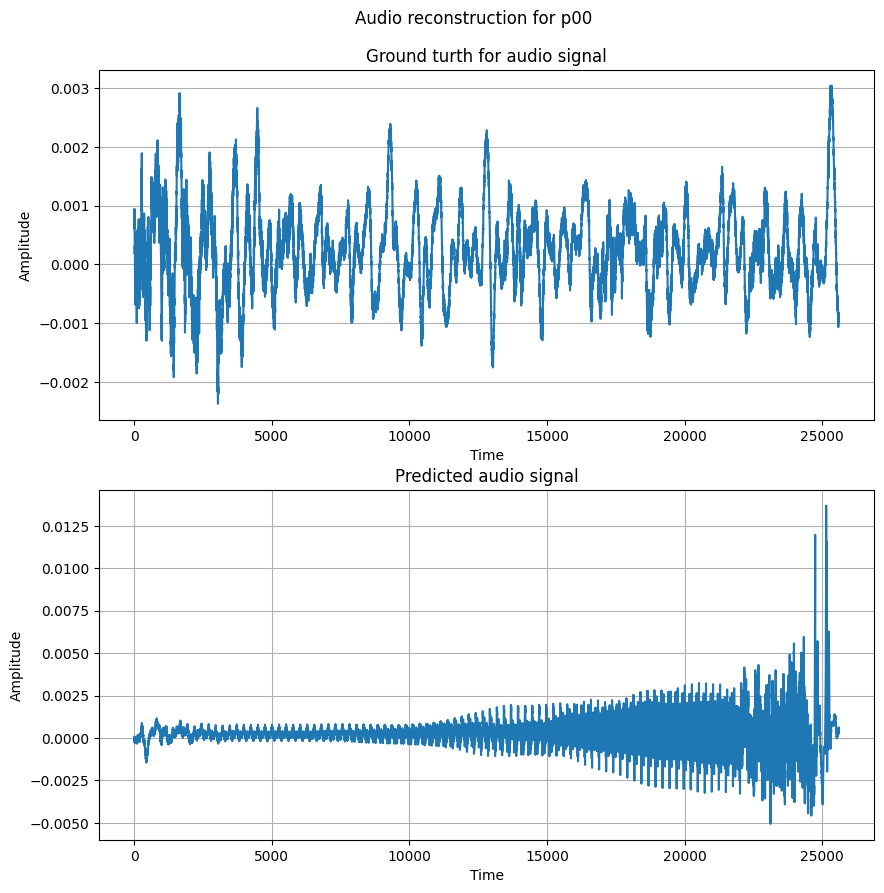 Audio reconstruction for p00
Ground turth for audio signal
0.003
0.002
0.001
0.000
−0.001
−0.002
Amplitude
0 5000 10000 15000 20000 25000
Time
Predicted audio signal
0.0125
0.0100
0.0075
0.0050
0.0025
0.0000
−0.0025
−0.0050
Amplitude
0 5000 10000 15000 20000 25000
Time